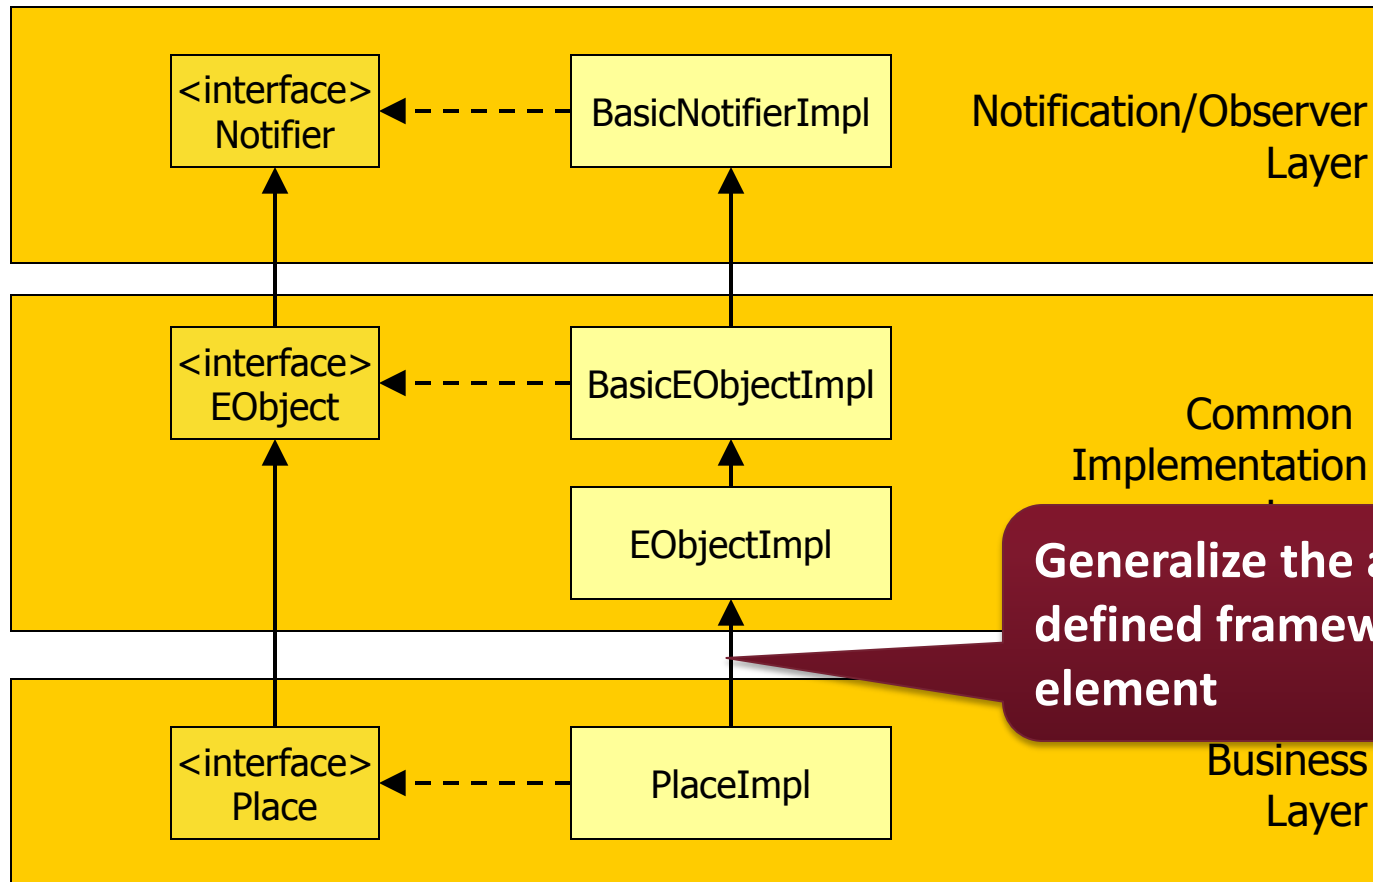 <interface>
Notifier
BasicNotifierImpl
Notification/Observer
Layer
<interface>
EObject
BasicEObjectImpl
Common
Implementation
EObjectImpl
Generalize the
defined
element
<interface>
Place
PlaceImpl
Business
Layer